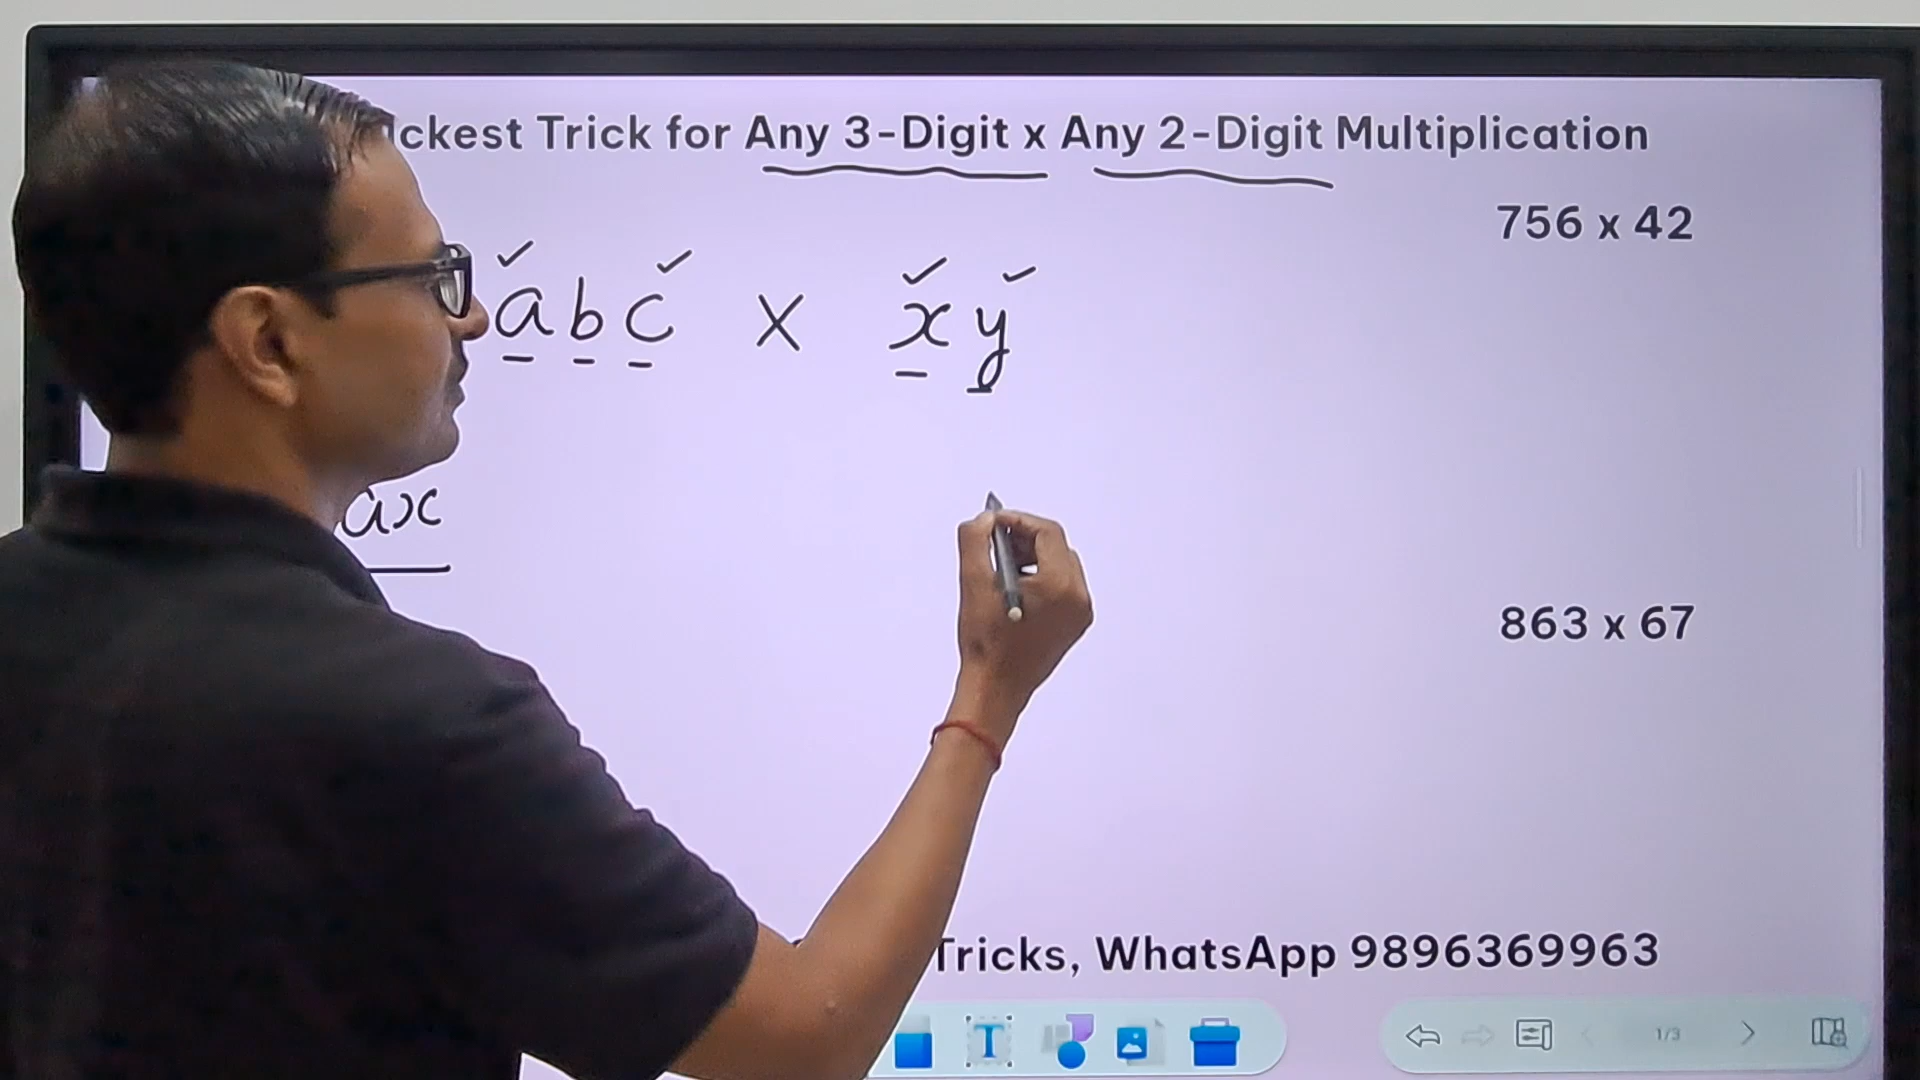 ckest Trick for Any 3-Digit x Any 2-Digit Multiplication
756 x 42
abc x xy
ax
863 x 67
Tricks, WhatsApp 9896369963
T
1/3